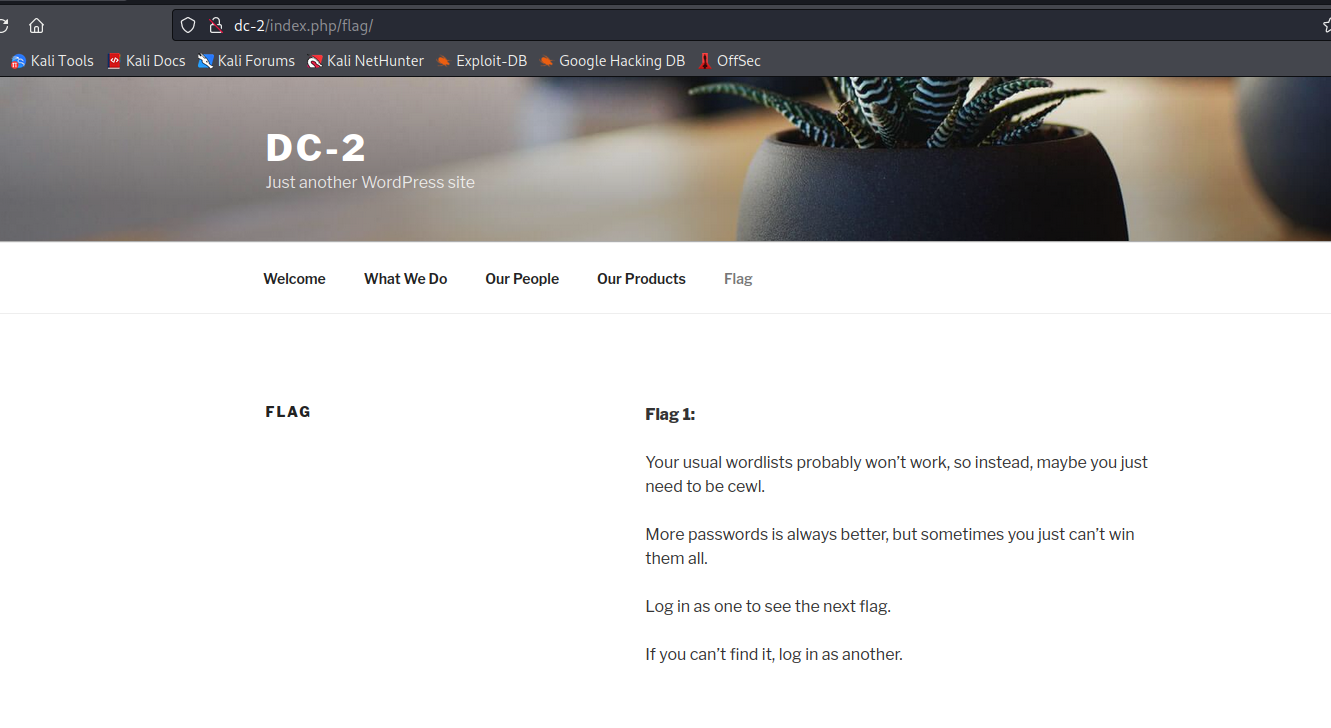 dc-2/index.php/flag/
Kali Tools Kali Docs Kali Forums Kali NetHunter Exploit-DB Google Hacking DB OffSec
DC-2
Just another WordPress site
Welcome What We Do Our People Our Products Flag
FLAG
Flag 1:
Your usual wordlists probably won’t work, so instead, maybe you just
need to be cewl.
More passwords is always better, but sometimes you just can’t win
them all.
Log in as one to see the next flag.
If you can’t find it, log in as another.